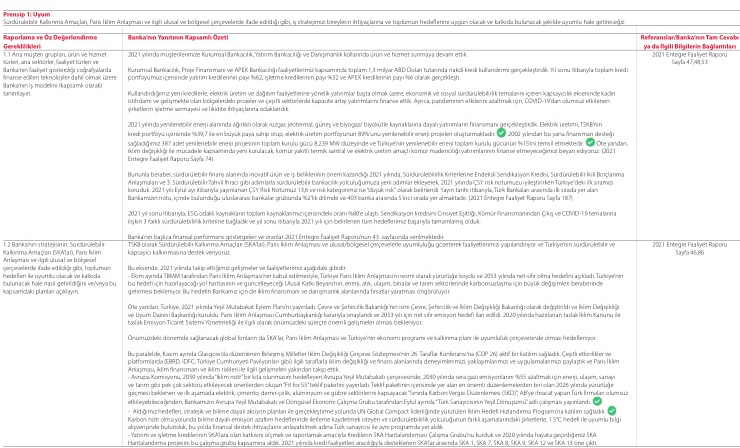 Prensip 1: Uyum
Sürdürülebilir Kalkınma Amaçları, Paris İklim Anlaşması ve ilgili ulusal ve bölgesel çerçevelerde ifade edildiği gibi, iş stratejimizi bireylerin ihtiyaçlarına ve toplumun hedeflerine uygun olacak ve katkıda bulunacak şekilde uyumlu hale getireceğiz.
Raporlama ve Öz Değerlendirme
Gereklilikleri
Banka'nın Yanıtının Kapsamlı Özeti
Referanslar/Banka'nın Tam Cevabı
ya da ilgili Bilgilerin Bağlantıları
1.1 Ana müşteri grupları, ürün ve hizmet
türleri, ana sektörler, faaliyet türleri ve
Banka'nın faaliyet gösterdiği coğrafyalarda
finanse edilen teknolojiler dahil olmak üzere
Banka'nın iş modelini (kapsamlı olarak)
tanımlayın.
2021 yılında müşterilerimize Kurumsal Bankacılık, Yatırım Bankacılığı ve Danışmanlık kollarında ürün ve hizmet sunmaya devam ettik.
Kurumsal Bankacılık, Proje Finansmanı ve APEX Bankacılığı faaliyetlerimiz kapsamında toplam 1,3 milyar ABD Doları tutarında nakdi kredi kullandırımı gerçekleştirdik. Yıl sonu itibarıyla toplam kredi
portföyümüz içerisinde yatırım kredilerinin payı %62, işletme kredilerinin payı %32 ve APEX kredilerinin payı %6 olarak gerçekleşti.
Kullandırdığımız yeni kredilerle, elektrik üretim ve dağıtım faaliyetlerine yönelik yatırımlar başta olmak üzere, ekonomik ve sosyal sürdürülebilirlik temalarını içeren kapsayıcılık ekseninde kadın
istihdamı ve gelişmekte olan bölgelerdeki projeler ve çeşitli sektörlerde kapasite artış yatırımlarını finanse ettik. Ayrıca, pandeminin etkilerini azaltmak için, COVID-19'dan olumsuz etkilenen
şirketlerin işletme sermayesi ve likidite ihtiyaçlarına odaklandık.
2021 yılında yenilenebilir enerji alanında ağırlıklı olarak rüzgar, jeotermal, güneş ve biyogaz/ biyokütle kaynaklarına dayalı yatırımların finansmanı gerçekleştirdik. Elektrik üretimi, TSKB'nin
kredi portföyü içerisinde %39,7 ile en büyük paya sahip olup, elektrik üretim portföyünün 89%'unu yenilenebilir enerji projeleri oluşturmaktadır. 2002 yılından bu yana finansman desteği
sağladığımız 387 adet yenilenebilir enerji projesinin toplam kurulu gücü 8.239 MW düzeyinde ve Türkiye'nin yenilenebilir enerji toplam kurulu gücünün %15'ini temsil etmektedir. Öte yandan,
iklim değişikliği ile mücadele kapsamında yeni kurulacak, kömür yakıtlı termik santral ve elektrik üretim amaçlı kömür madenciliği yatırımlarının finanse etmeyeceğimizi beyan ediyoruz. (2021
Entegre Faaliyet Raporu Sayfa 74)
Bununla beraber, sürdürülebilir finans alanında inovatif ürün ve iş birliklerinin önem kazandığı 2021 yılında, Sürdürülebilirlik Kriterlerine Endeksli Sendikasyon Kredisi, Sürdürülebilirlik İkili Borçlanma
Anlaşmaları ve 3. Sürdürülebilir Tahvil İhracı gibi adımlarla sürdürülebilir bankacılık yolculuğumuza yeni adımlar ekleyerek, 2021 yılında ÇSY risk notumuzu iyileştirirken Türkiye'deki ilk sıramızı
koruduk. 2021 yılı Eylül ayı itibarıyla yayınlanan ÇSY Risk Notumuz 13,6 ve risk kategorimiz ise "düşük risk" olarak belirlendi. Yayın tarihi itibarıyla, Türk Bankaları arasında ilk sırada yer alan
Bankamızın notu, içinde bulunduğu uluslararası bankalar grubunda %2'lik dilimde ve 403 banka arasında 5'inci sırada yer almaktadır. (2021 Entegre Faaliyet Raporu Sayfa 187)
2021 yıl sonu itibarıyla, ESG odaklı kaynakların toplam kaynaklarımız içerisindeki oranı %80'e ulaştı. Sendikasyon kredisini Cinsiyet Eşitliği, Kömür Finansmanından Çıkış ve COVID-19 temalarına
ilişkin 3 farklı sürdürülebilirlik kriterine bağladık ve yıl sonu itibarıyla 2021 yılı için belirlenen tüm hedeflerimiz başarıyla tamamlamış olduk.
Banka'nın başlıca finansal performans göstergeleri ve oranları 2021 Entegre Faaliyet Raporu'nun 43. sayfasında verilmektedir.
2021 Entegre Faaliyet Raporu
Sayfa 47,48,53
1.2 Banka'nın stratejisinin, Sürdürülebilir
Kalkınma Amaçları (SKA'lar), Paris İklim
Anlaşması ve ilgili ulusal ve bölgesel
çerçevelerde ifade edildiği gibi, toplumun
hedefleri ile uyumlu olacak ve katkıda
bulunacak hale nasıl getirildiğini ve/veya bu
kapsamdaki planları açıklayın.
TSKB olarak Sürdürülebilir Kalkınma Amaçları (SKA'lar), Paris İklim Anlaşması ve ulusal/bölgesel çerçevelerle uyumluluğu gözeterek faaliyetlerimizi yapılandırıyor ve Türkiye'nin sürdürülebilir ve
kapsayıcı kalkınmasına destek veriyoruz.
Bu eksende, 2021 yılında takip ettiğimiz gelişmeler ve faaliyetlerimiz aşağıdaki gibidir:
- Ekim ayında TBMM tarafından Paris İklim Anlaşması'nın kabul edilmesiyle, Türkiye Paris İklim Anlaşması'nı resmi olarak yürürlüğe koydu ve 2053 yılında net-sıfır olma hedefini açıkladı. Türkiye'nin
bu hedefi için hazırlayacağı yol haritasının ve güncelleyeceği Ulusal Katkı Beyanı'nın, enerji, atık, ulaşım, binalar ve tarım sektörlerinde karbonsuzlaşma için büyük değişimleri beraberinde
getirmesi bekleniyor. Bu hedefin Bankamız için de iklim finansmanı ve danışmanlık alanlarında fırsatlar yaratması öngörülüyor.
Öte yandan, Türkiye, 2021 yılında Yeşil Mutabakat Eylem Planı'nı yayınladı; Çevre ve Şehircilik Bakanlığı'nın ismi Çevre, Şehircilik ve İklim Değişikliği Bakanlığı olarak değiştirildi ve İklim Değişikliği
ve Uyum Dairesi Başkanlığı kuruldu. Paris İklim Anlaşması Cumhurbaşkanlığı kararıyla onaylandı ve 2053 yılı için net sıfır emisyon hedefi ilan edildi. 2020 yılında hazırlanan taslak İklim Kanunu ile
taslak Emisyon Ticaret Sistemi Yönetmeliği ile ilgili olarak önümüzdeki süreçte önemli gelişmeler olması bekleniyor.
Önümüzdeki dönemde sağlanacak global fonların da SKA'lar, Paris İklim Anlaşması ve Türkiye'nin ekonomi programı ve kalkınma planı ile uyumluluk çerçevesinde olması hedefleniyor.
Bu paralelde, Kasım ayında Glasgow'da düzenlenen Birleşmiş Milletler İklim Değişikliği Çerçeve Sözleşmesi'nin 26. Taraflar Konferansı'na (COP 26) aktif bir katılım sağladık. Çeşitli etkinlikler ve
platformlarda (EBRD, IDFC, Türkiye Cumhuriyeti Pavilyonları gibi) ilgili taraflarla iklim değişikliği ve finans alanlarında deneyimlerimizi, yaklaşımlarımızı ve uygulamalarımızı paylaştık ve Paris İklim
Anlaşması, iklim finansmanı ve iklim riskleri ile ilgili gelişmeleri yakından takip ettik.
- Avrupa Komisyonu, 2050 yılında "iklim nötr" bir kıta olunmasını hedefleyen Avrupa Yeşil Mutabakatı çerçevesinde, 2030 yılında sera gazı emisyonlarını %55 azaltmak için enerji, ulaşım, sanayi
ve tarım gibi pek çok sektörü etkileyecek önerilerden oluşan "Fit for 55" teklif paketini yayınladı. Teklif paketinin içerisinde yer alan en önemli düzenlemelerden biri olan 2026 yılında yürürlüğe
geçmesi beklenen ve ilk aşamada elektrik, çimento, demir-çelik, alüminyum ve gübre sektörlerini kapsayacak "Sınırda Karbon Vergisi Düzenlemesi (SKD)", AB'ye ihracat yapan Türk firmaları olumsuz
etkileyebileceğinden, Bankamızın Avrupa Yeşil Mutabakatı ve Döngüsel Ekonomi Çalışma Grubu tarafından Eylül ayında "Türk Sanayisinin Yeşil Dönüşümü" adlı çalışması yayınlandı.
- Aldığımız hedefleri, stratejik ve bilime dayalı aksiyon planları ile gerçekleştirme yolunda UN Global Compact liderliğinde yürütülen İklim Hedefi Hızlandırma Programı'na katılım sağladık.
Karbon nötr olma yolunda bilime dayalı emisyon azaltım hedeflerinde ilerleme kaydetmek isteyen ve sürdürülebilirlik yolculuğunun farklı aşamalarındaki şirketlerle, 1,5°C hedefi ile uyumlu bilgi
alışverişinde bulunduk, bu yolda finansal destek ihtiyaçlarını anlayabilmek adına Türk sanayicisi ile aynı programda yer aldık.
- Yatırım ve işletme kredilerinin SKA'lara olan katkısını ölçmek ve raporlamak amacıyla Kredilerin SKA Haritalandırması Çalışma Grubu'nu kurduk ve 2020 yılında hayata geçirdiğimiz SKA
Haritalandırma projesini bu çalışma grubu kapsamına aldık. 2021 yılında kredi faaliyetleri aracılığıyla desteklenen SKA'lar arasında SKA 1, SKA 7, SKA 8, SKA 9, SKA 12 ve SKA 13 öne çıktı.
2021 Entegre Faaliyet Raporu
Sayfa 46,86